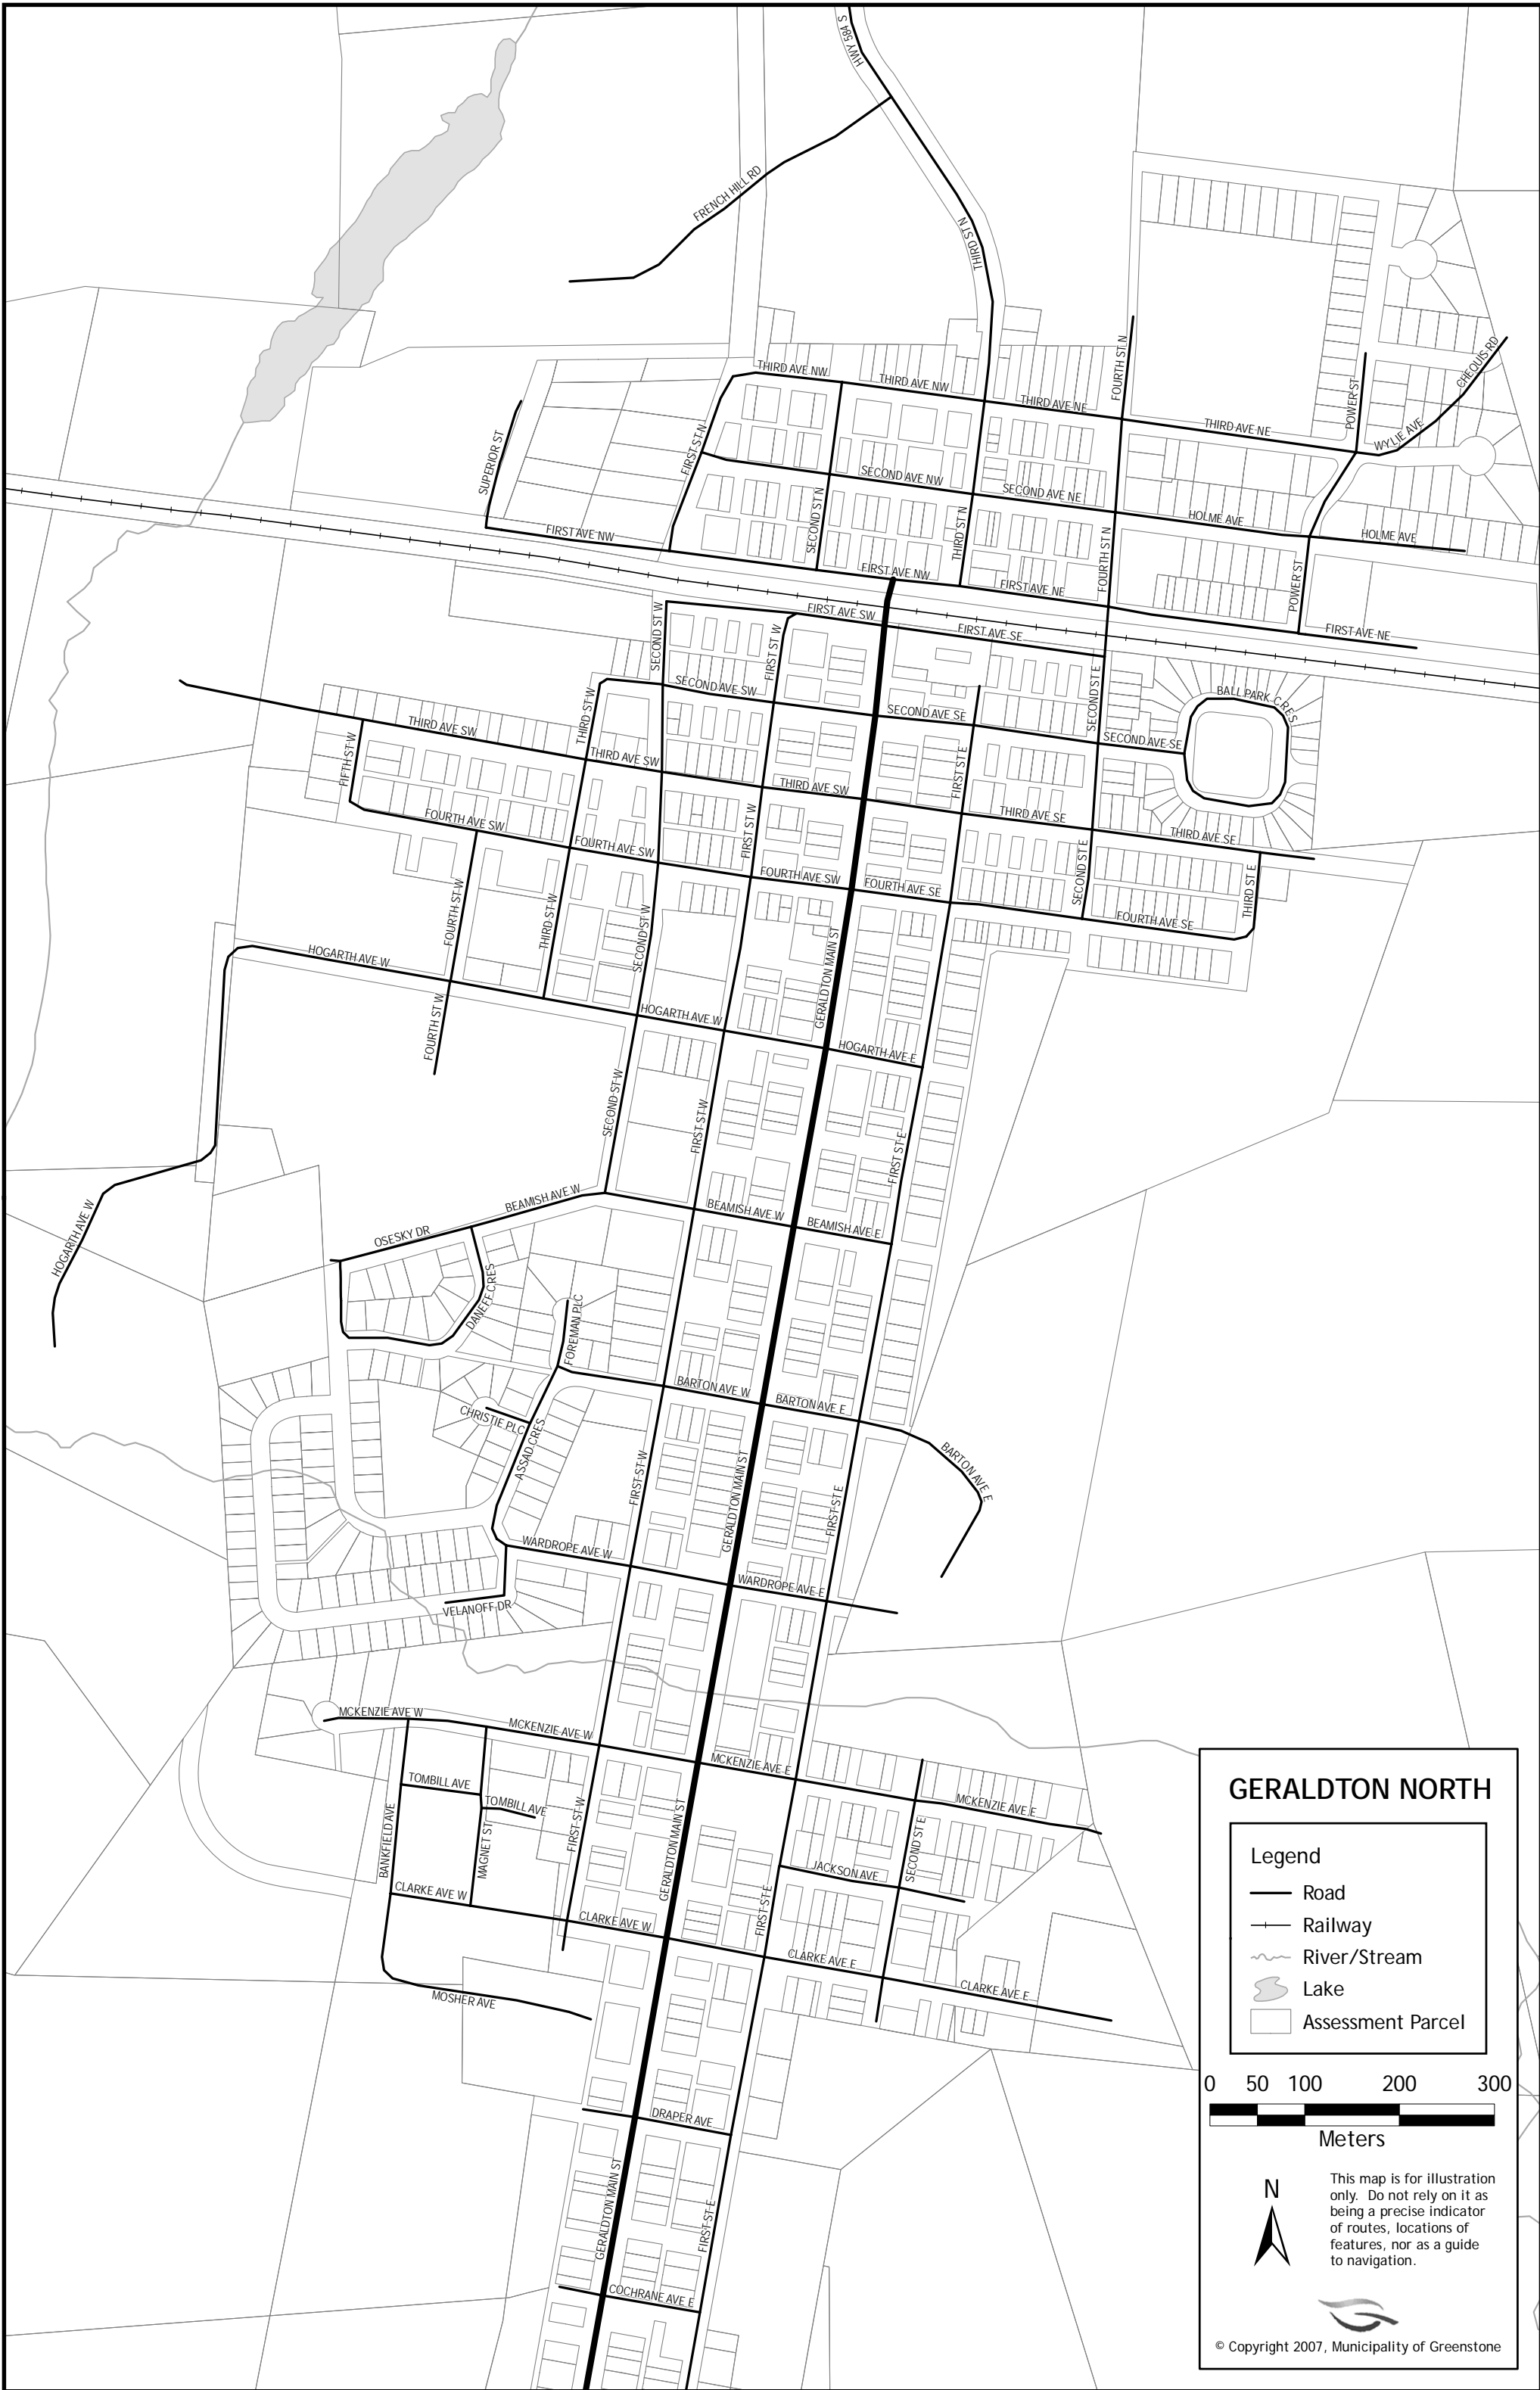 HWY 584 S
FRENCH HILL RD
THIRD ST N
THIRD AVE NW
THIRD AVE NW
THIRD AVE NE
FOURTH ST N
THIRD AVE NE
POWER ST
CHEQUIS RD
WYLIE AVE
SUPERIOR ST
FIRST ST N
SECOND AVE NW
SECOND AVE NE
SECOND ST N
THIRD ST N
FOURTH ST N
HOLME AVE
HOLME AVE
FIRST AVE NW
FIRST AVE NW
FIRST AVE NE
POWER ST
FIRST AVE NE
FIRST AVE SW
FIRST AVE SE
SECOND ST W
FIRST ST W
SECOND AVE SW
SECOND AVE SE
SECOND ST E
SECOND AVE SE
BALL PARK CRES
THIRD ST W
THIRD AVE SW
THIRD AVE SW
THIRD AVE SW
FIRST ST E
THIRD AVE SE
THIRD AVE SE
FIFTH ST W
FOURTH AVE SW
FOURTH AVE SW
FIRST ST W
FOURTH AVE SW
FOURTH AVE SE
SECOND ST E
FOURTH AVE SE
THIRD ST E
FOURTH ST W
THIRD ST W
SECOND ST W
GERALDTON MAIN ST
HOGARTH AVE W
HOGARTH AVE W
HOGARTH AVE E
FOURTH ST W
SECOND ST W
FIRST ST W
FIRST ST E
HOGARTH AVE W
OSESKY DR
BEAMISH AVE W
BEAMISH AVE W
BEAMISH AVE E
DANEFF CRES
FOREMAN PLC
BARTON AVE W
BARTON AVE E
BARTON AVE E
CHRISTIE PLC
ASSAD CRES
FIRST ST W
GERALDTON MAIN ST
FIRST ST E
WARDROPE AVE W
WARDROPE AVE E
VELANOFF DR
MCKENZIE AVE W
MCKENZIE AVE W
MCKENZIE AVE E
MCKENZIE AVE E
TOMBILL AVE
TOMBILL AVE
BANKFIELD AVE
MAGNET ST
FIRST ST W
GERALDTON MAIN ST
SECOND ST E
JACKSON AVE
FIRST ST E
CLARKE AVE W
CLARKE AVE W
CLARKE AVE E
CLARKE AVE E
MOSHER AVE
DRAPER AVE
GERALDTON MAIN ST
FIRST ST E
COCHRANE AVE E
GERALDTON NORTH
Legend
Road
Railway
River/Stream
Lake
Assessment Parcel
0 50 100 200 300
Meters
N
This map is for illustration
only. Do not rely on it as
being a precise indicator
of routes, locations of
features, nor as a guide
to navigation.
© Copyright 2007, Municipality of Greenstone